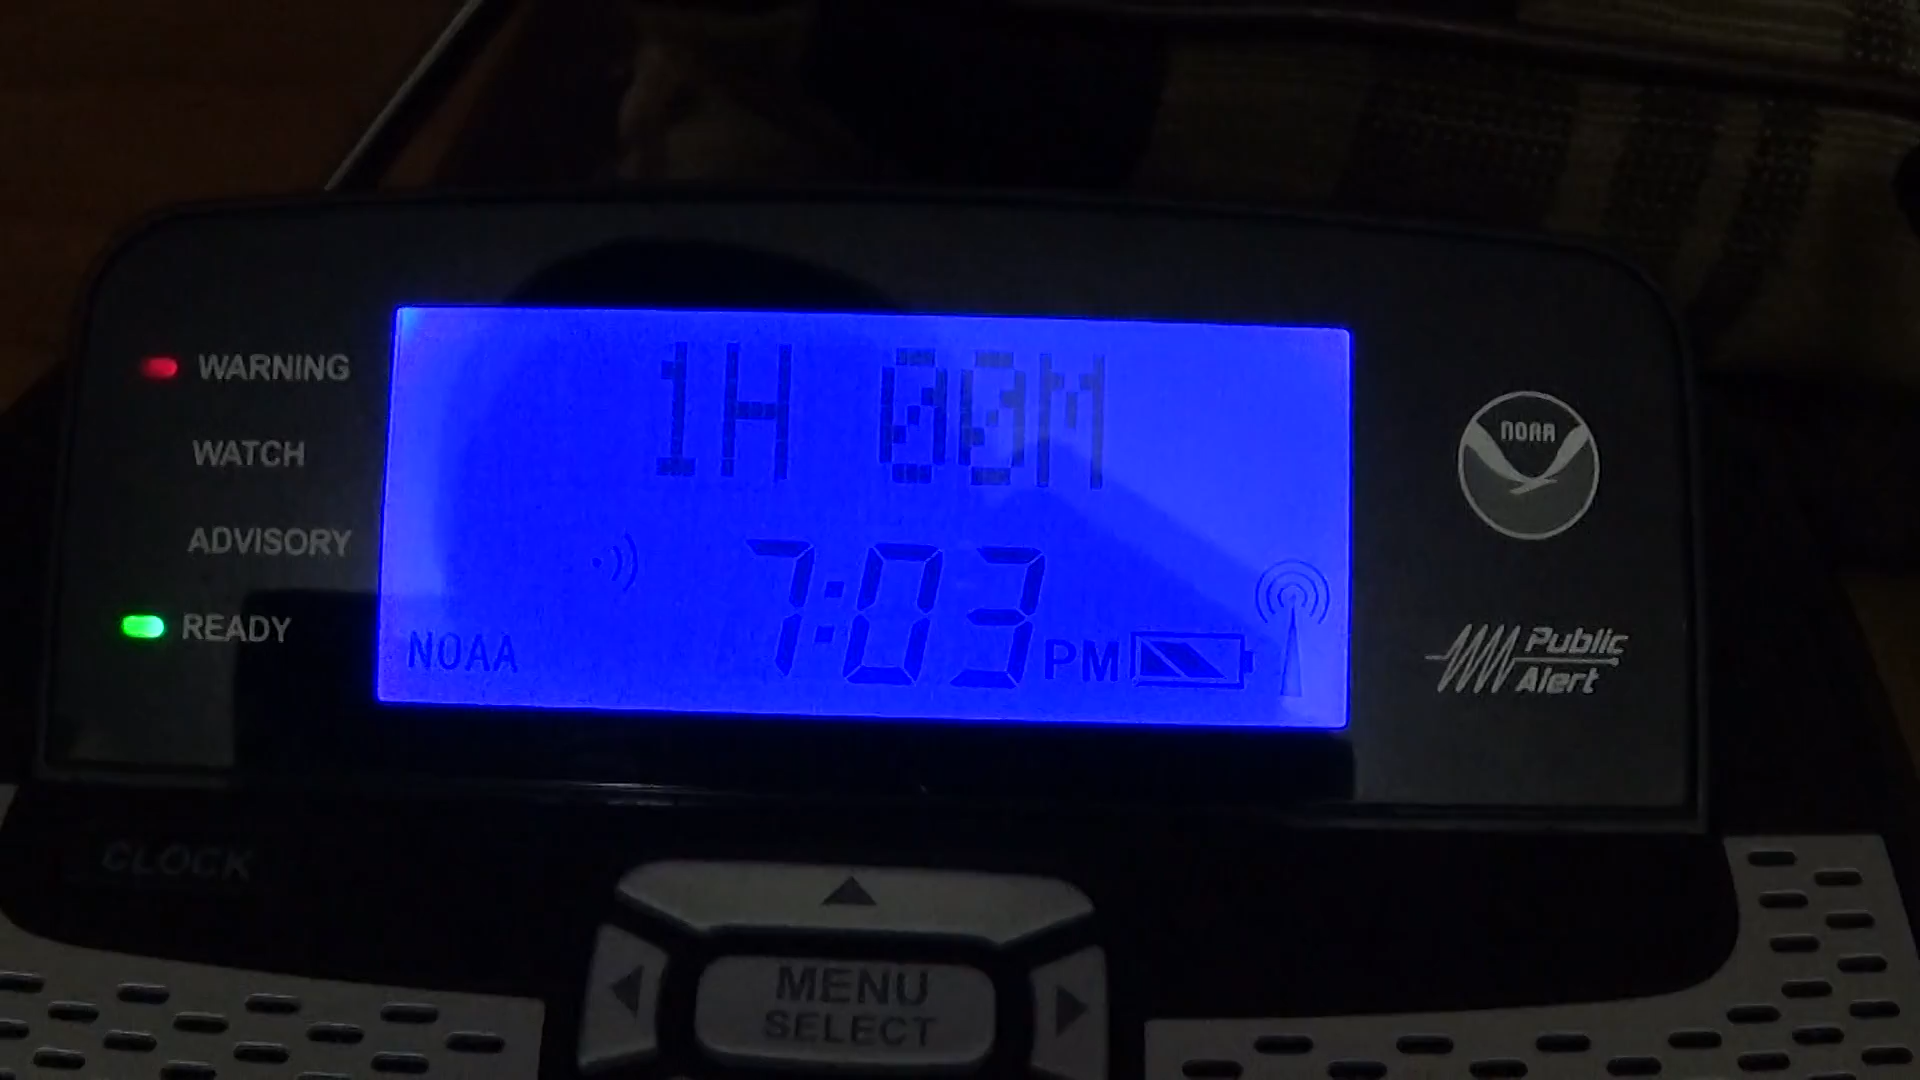 1H 00M
WARNING
WATCH
ADVISORY
READY
NOAA
7:03 PM
NOAA
Public
Alert
CLOCK
MENU
SELECT